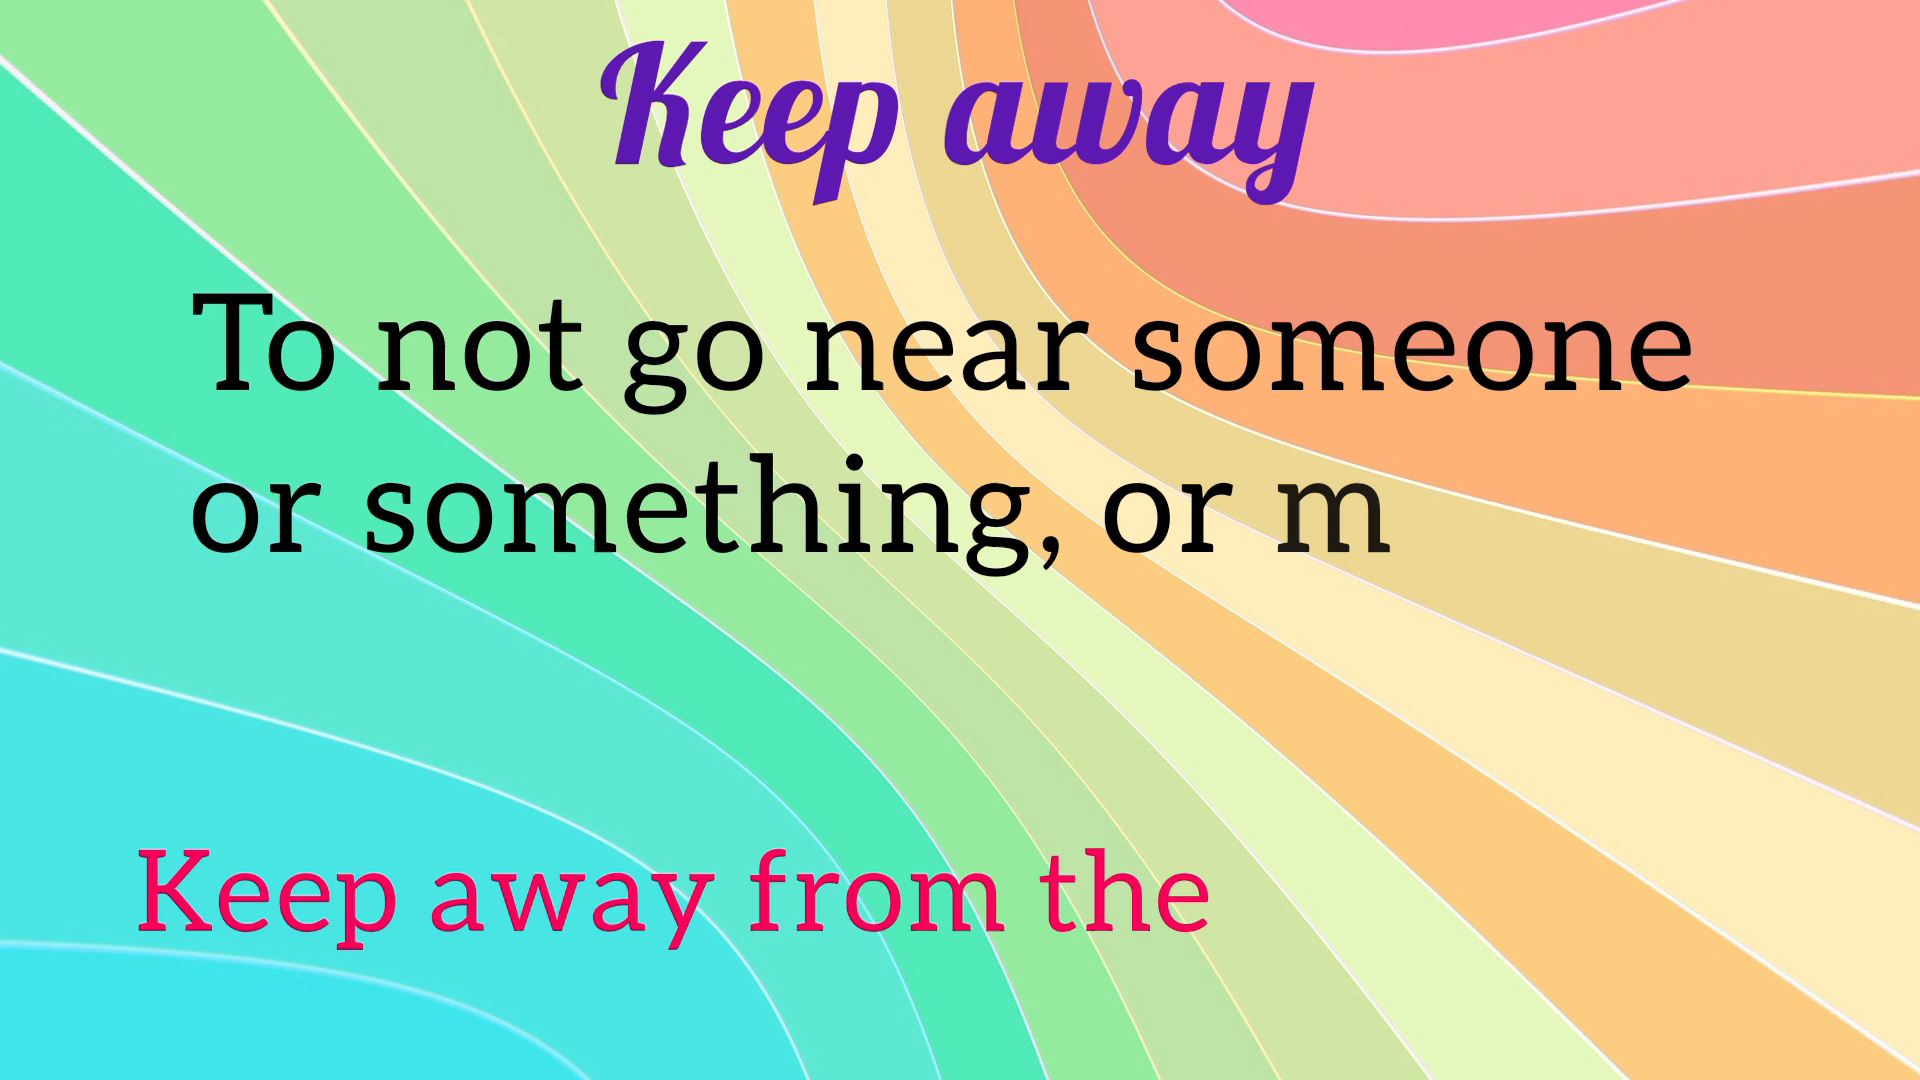 Keep away
To not go near someone
or something, or m
Keep away from the